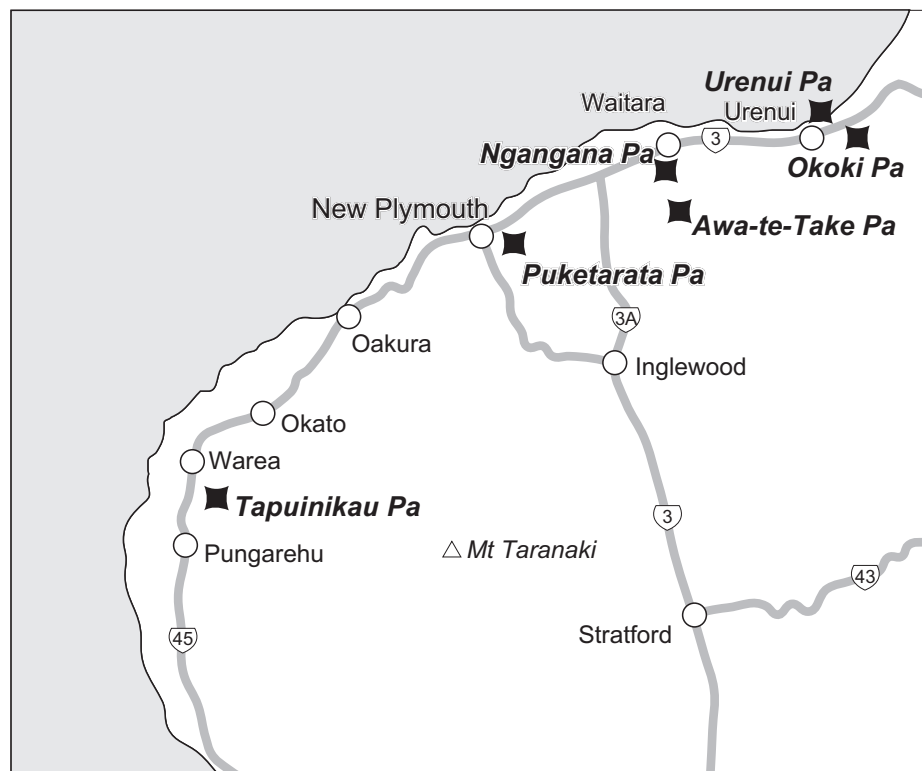 Urenui Pa
Waitara
Urenui
3
Ngangana Pa
Okoki Pa
New Plymouth
Awa-te-Take Pa
Puketarata Pa
3A
Oakura
Inglewood
Okato
Warea
Tapuinikau Pa
3
Pungarehu
Mt Taranaki
43
Stratford
45